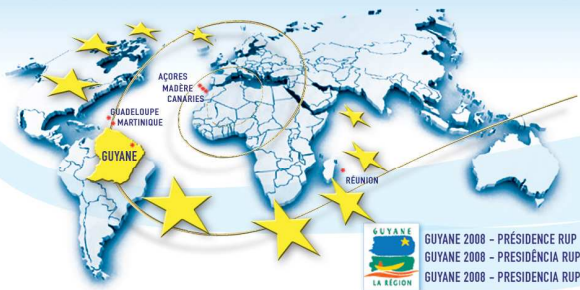 AÇORES
MADÈRE
CANARIES
GUADELOUPE
MARTINIQUE
GUYANE
RÉUNION
GUYANE
LA RÉGION
GUYANE 2008 - PRÉSIDENCE RUP
GUYANE 2008 - PRESIDÊNCIA RUP
GUYANE 2008 - PRESIDENCIA RUP